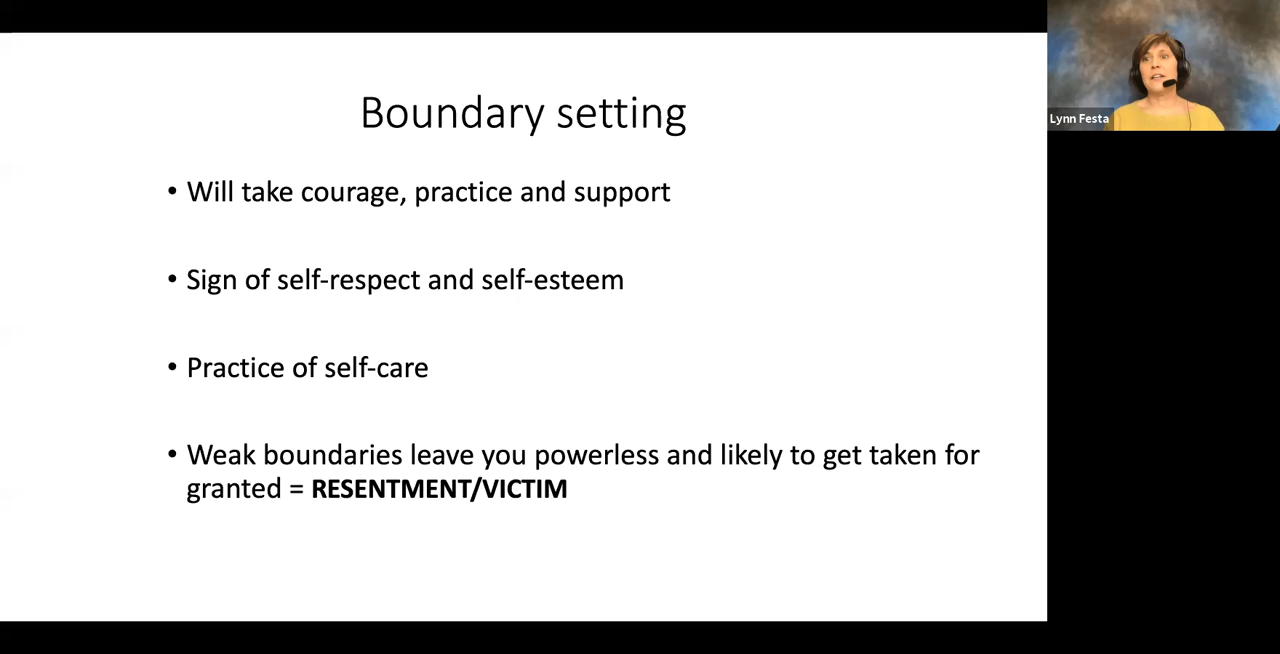 Boundary setting
• Will take courage, practice and support
• Sign of self-respect and self-esteem
• Practice of self-care
• Weak boundaries leave you powerless and likely to get taken for
granted = RESENTMENT/VICTIM
Lynn Festa